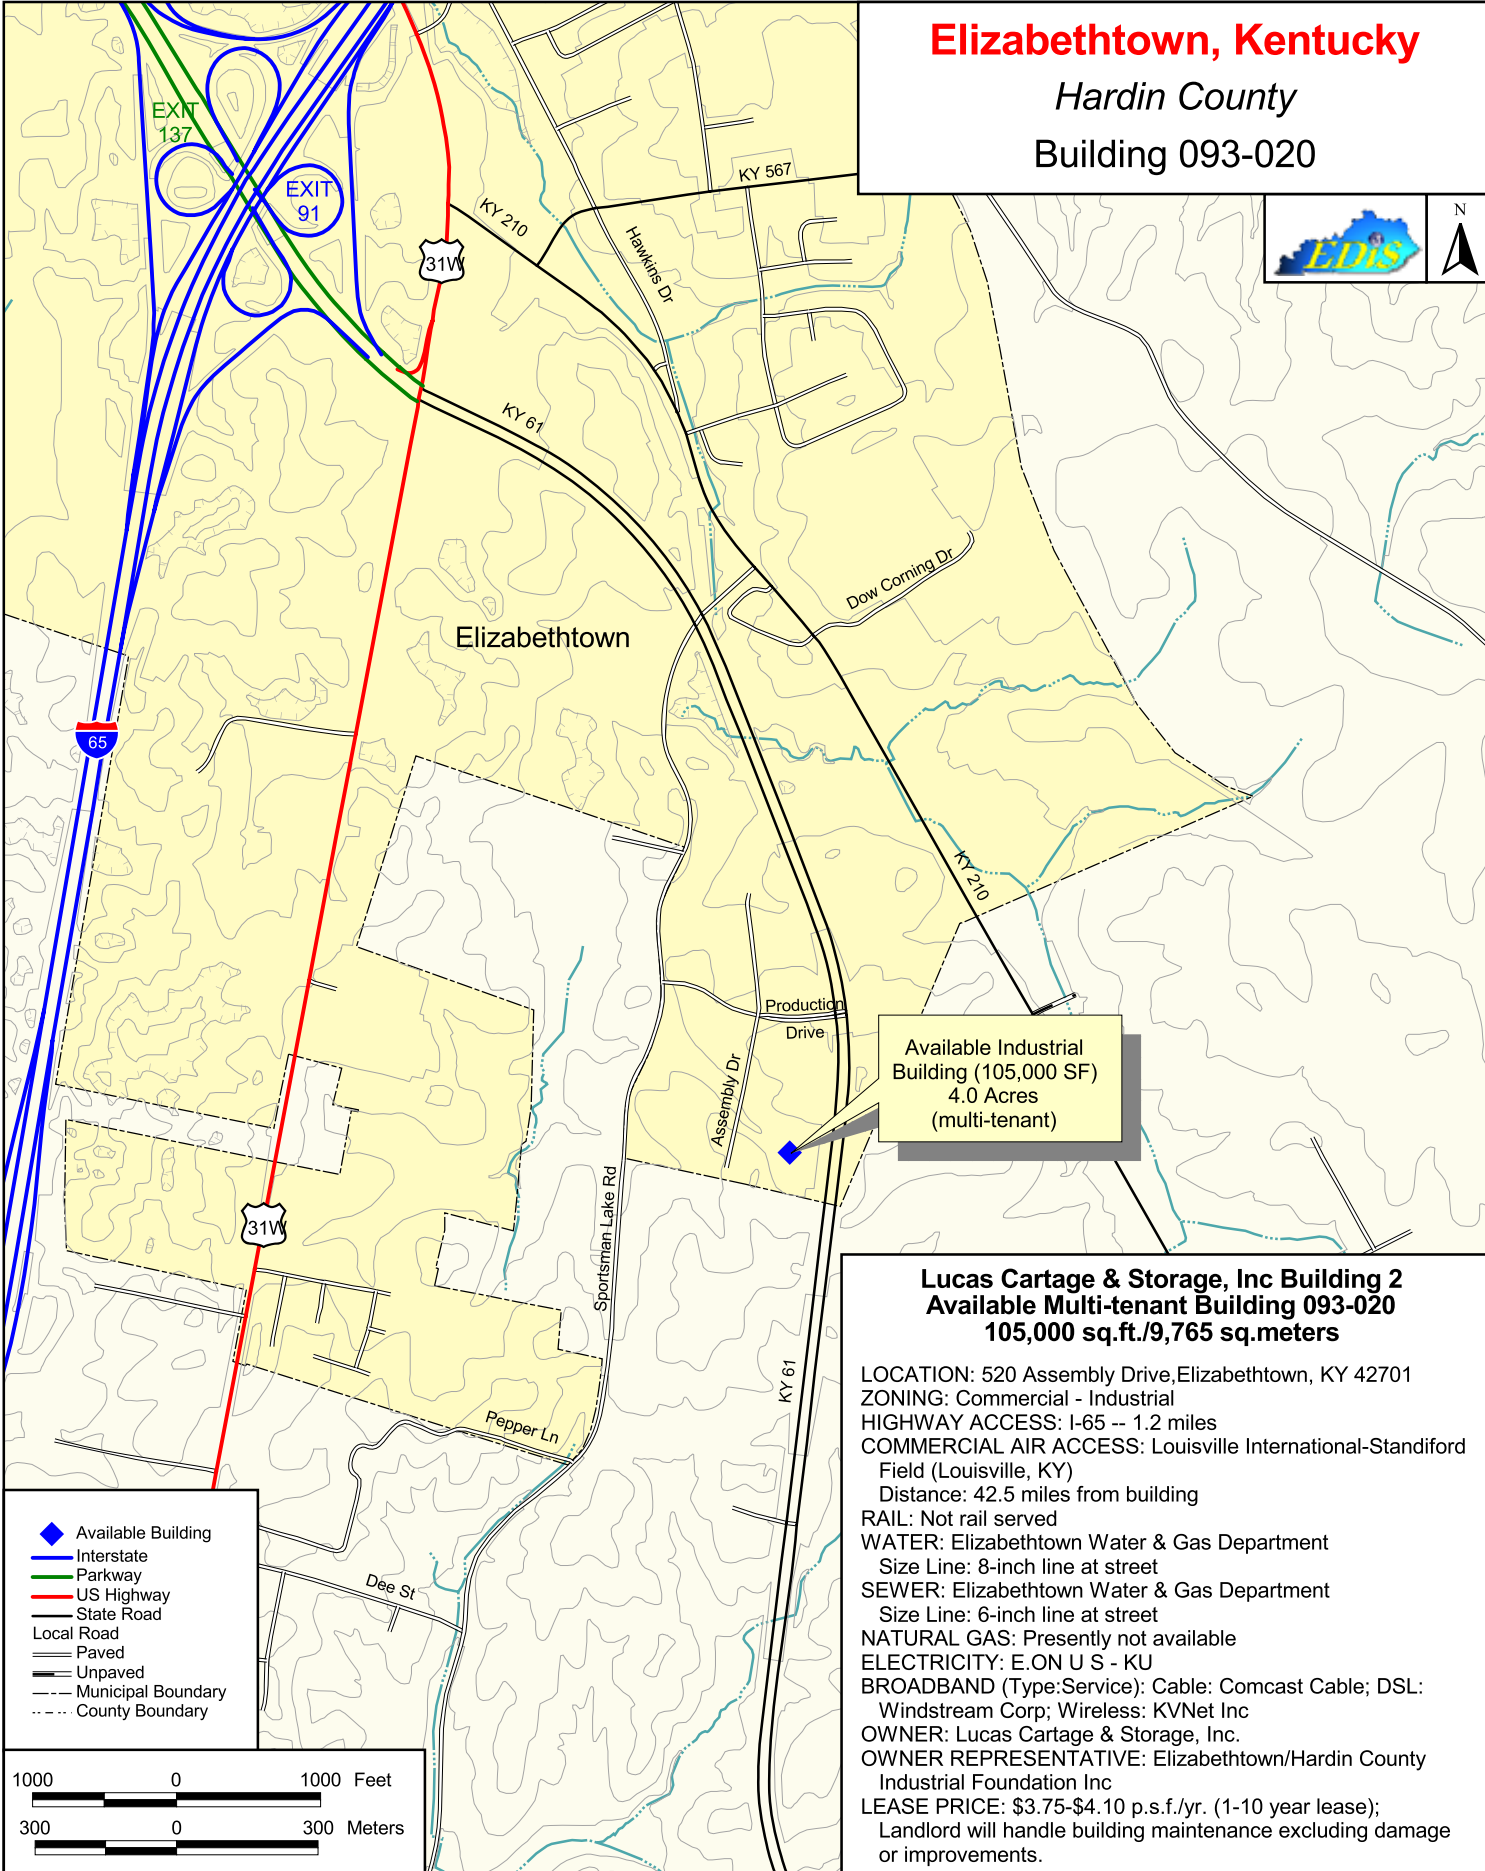 Elizabethtown, Kentucky
Hardin County
Building 093-020
EDiS
N
EXIT
137
EXIT
91
31W
KY 210
KY 567
Hawkins Dr
KY 61
Dow Corning Dr
Elizabethtown
65
KY 210
Production
Drive
Assembly Dr
Available Industrial
Building (105,000 SF)
4.0 Acres
(multi-tenant)
31W
Sportsman Lake Rd
KY 61
Pepper Ln
Dee St
Lucas Cartage & Storage, Inc Building 2
Available Multi-tenant Building 093-020
105,000 sq.ft./9,765 sq.meters
LOCATION: 520 Assembly Drive,Elizabethtown, KY 42701
ZONING: Commercial - Industrial
HIGHWAY ACCESS: I-65 -- 1.2 miles
COMMERCIAL AIR ACCESS: Louisville International-Standiford
Field (Louisville, KY)
Distance: 42.5 miles from building
RAIL: Not rail served
WATER: Elizabethtown Water & Gas Department
Size Line: 8-inch line at street
SEWER: Elizabethtown Water & Gas Department
Size Line: 6-inch line at street
NATURAL GAS: Presently not available
ELECTRICITY: E.ON U S - KU
BROADBAND (Type:Service): Cable: Comcast Cable; DSL:
Windstream Corp; Wireless: KVNet Inc
OWNER: Lucas Cartage & Storage, Inc.
OWNER REPRESENTATIVE: Elizabethtown/Hardin County
Industrial Foundation Inc
LEASE PRICE: $3.75-$4.10 p.s.f./yr. (1-10 year lease);
Landlord will handle building maintenance excluding damage
or improvements.
Available Building
Interstate
Parkway
US Highway
State Road
Local Road
Paved
Unpaved
Municipal Boundary
County Boundary
1000 0 1000 Feet
300 0 300 Meters